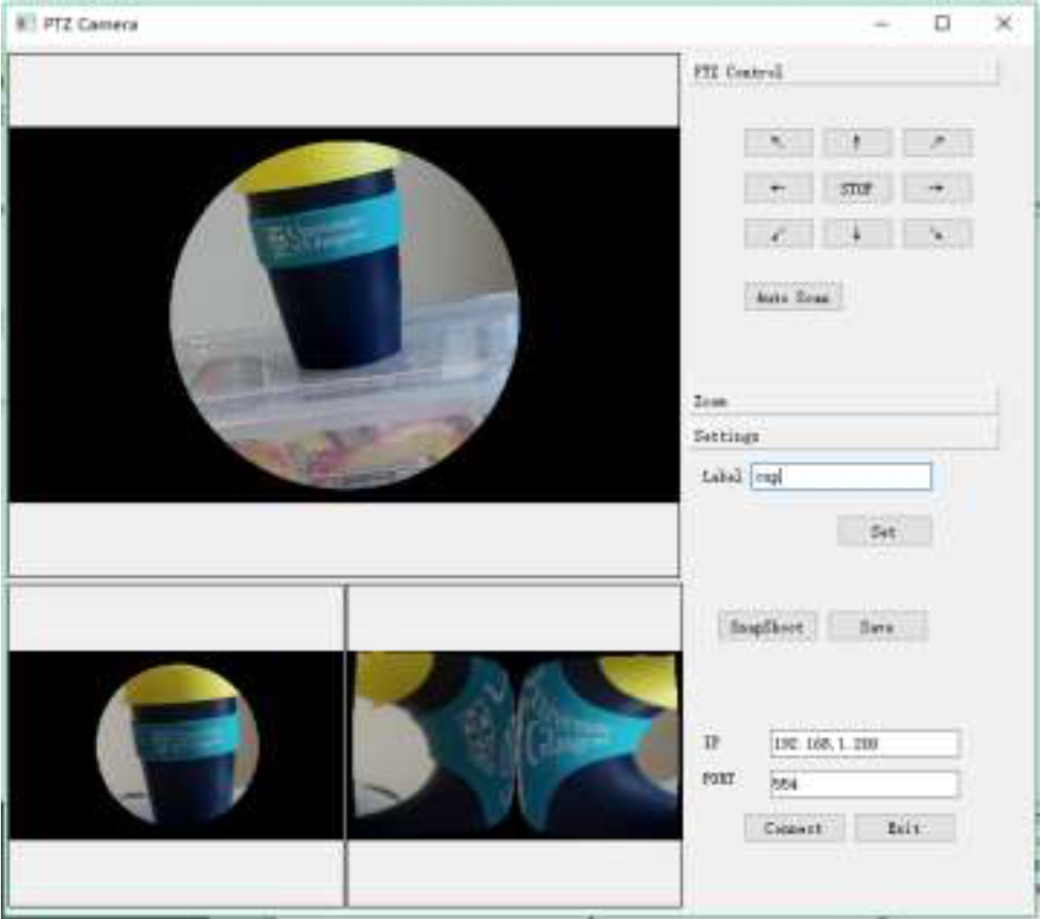 PTZ Camera
PTZ Control
↖ ↑ ↗
← STOP →
↙ ↓ ↘
Auto Scan
Zoom
Settings
Label cup
Set
SnapShoot Save
IP 192.168.1.200
PORT 554
Connect Exit